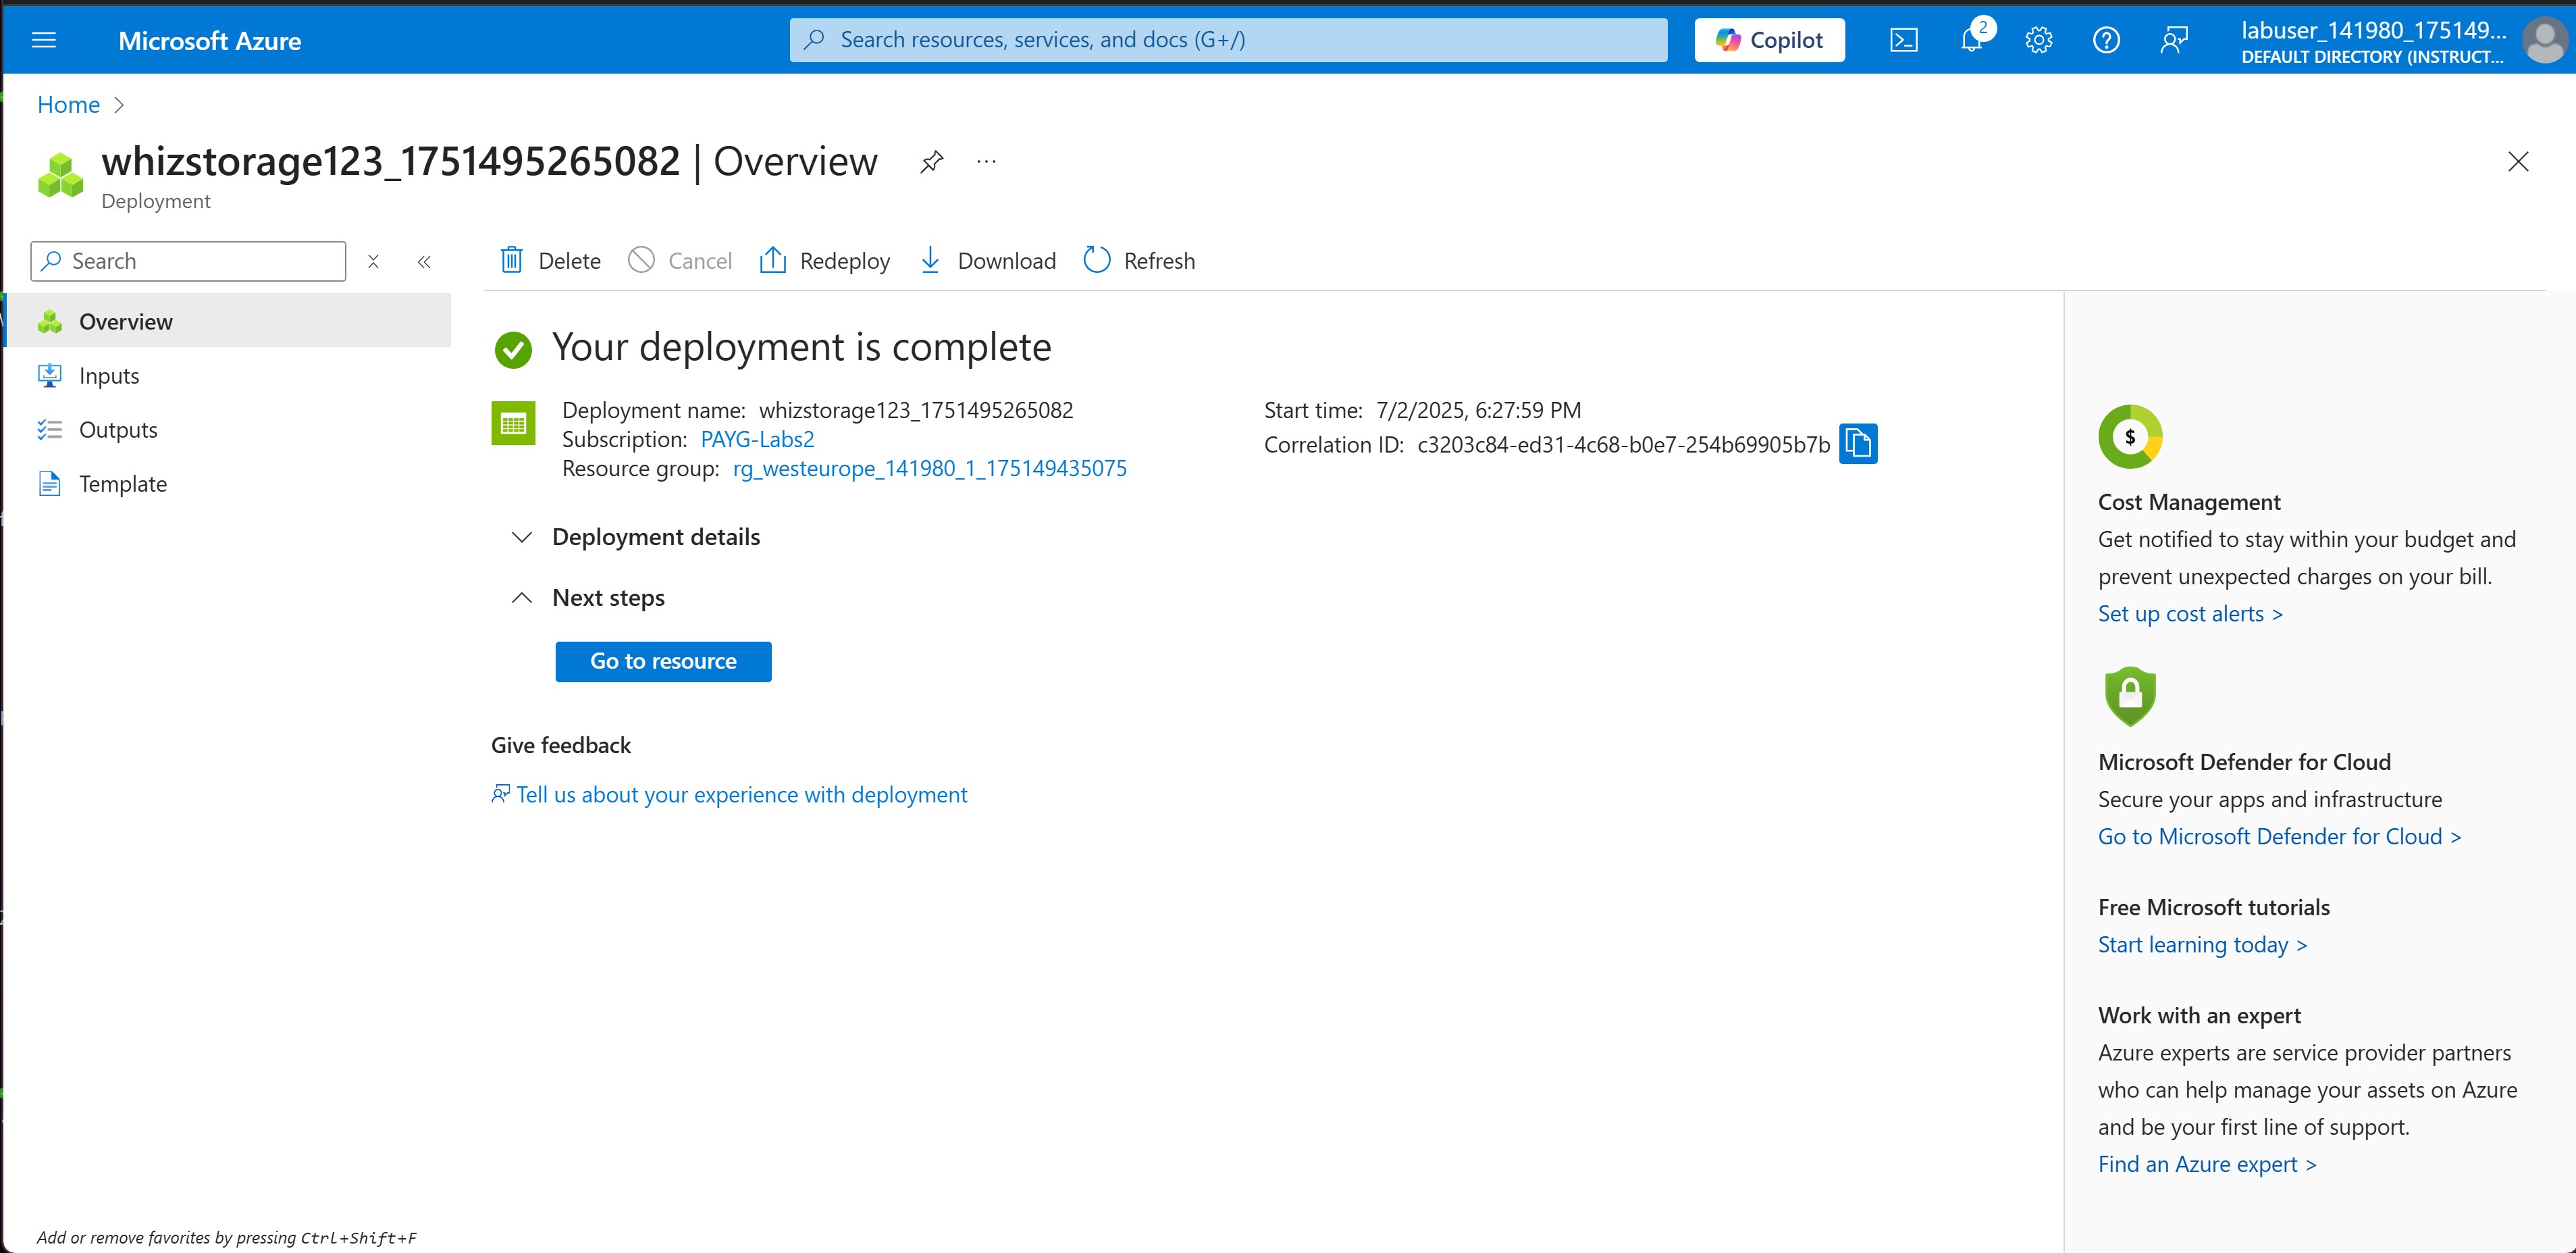 Microsoft Azure
Search resources, services, and docs (G+/)
Copilot
2
labuser_141980_175149...
DEFAULT DIRECTORY (INSTRUCT...
Home
whizstorage123_1751495265082 | Overview
...
Deployment
Search
Overview
Inputs
Outputs
Template
Delete
Cancel
Redeploy
Download
Refresh
Your deployment is complete
Deployment name: whizstorage123_1751495265082
Subscription: PAYG-Labs2
Resource group: rg_westeurope_141980_1_175149435075
Start time: 7/2/2025, 6:27:59 PM
Correlation ID: c3203c84-ed31-4c68-b0e7-254b69905b7b
Deployment details
Next steps
Go to resource
Give feedback
Tell us about your experience with deployment
$
Cost Management
Get notified to stay within your budget and
prevent unexpected charges on your bill.
Set up cost alerts >
Microsoft Defender for Cloud
Secure your apps and infrastructure
Go to Microsoft Defender for Cloud >
Free Microsoft tutorials
Start learning today >
Work with an expert
Azure experts are service provider partners
who can help manage your assets on Azure
and be your first line of support.
Find an Azure expert >
Add or remove favorites by pressing Ctrl+Shift+F